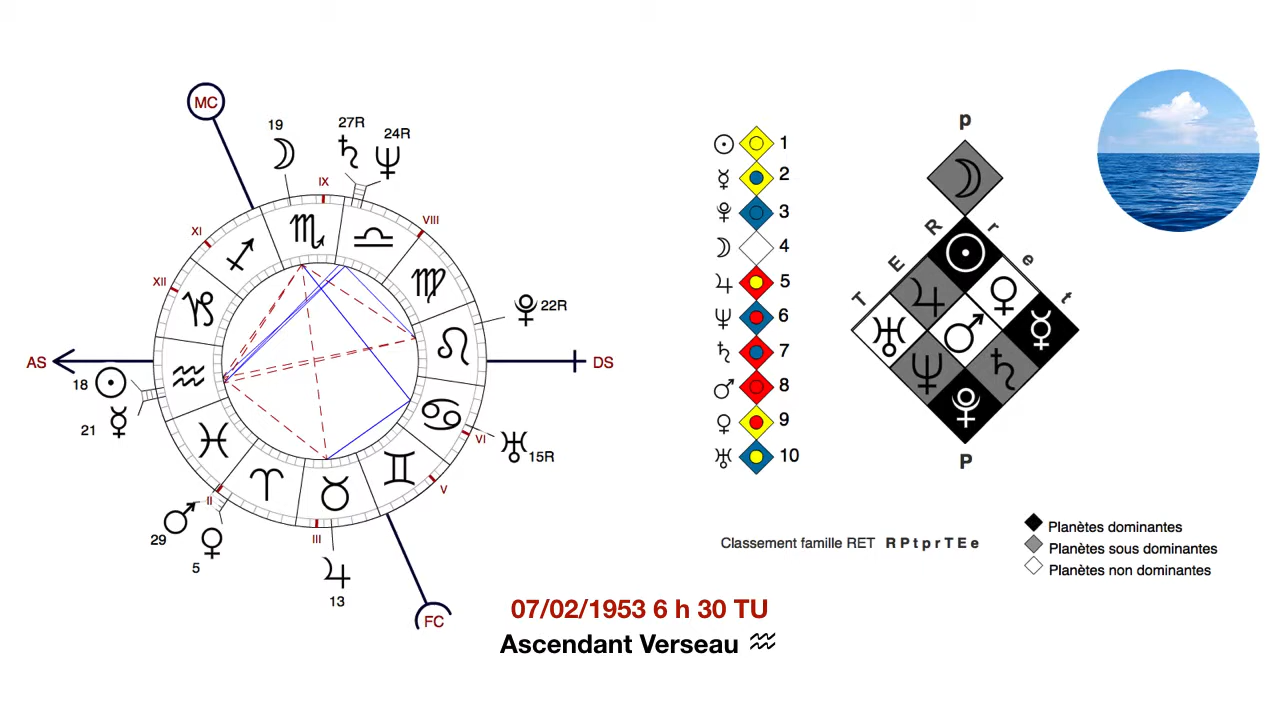 MC
19
27R
24R
IX
VIII
XI
XII
22R
AS
DS
18
21
VI
15R
V
II
29
5
III
13
FC
☉ 1
☿ 2
♇ 3
☽ 4
♃ 5
♆ 6
♄ 7
♂ 8
♀ 9
♅ 10
p
R r
E e
T t
P
Classement famille RET R P t p r T E e
Planètes dominantes
Planètes sous dominantes
Planètes non dominantes
07/02/1953 6 h 30 TU
Ascendant Verseau ♒